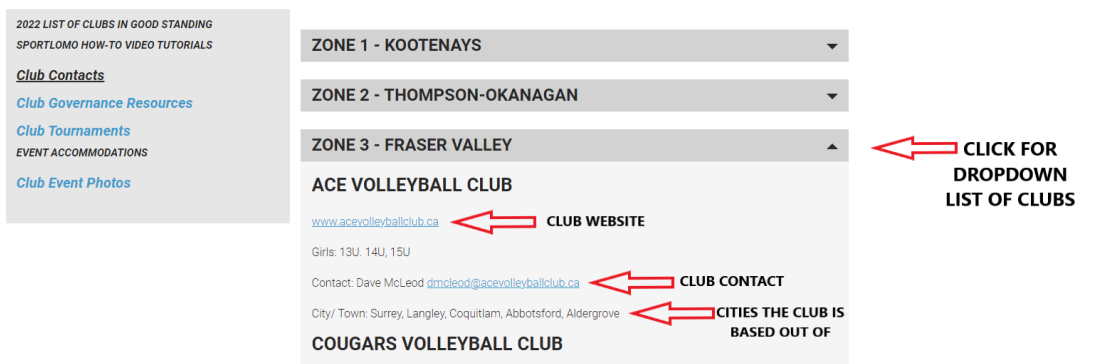 2022 LIST OF CLUBS IN GOOD STANDING
SPORTLOMO HOW-TO VIDEO TUTORIALS
Club Contacts
Club Governance Resources
Club Tournaments
EVENT ACCOMMODATIONS
Club Event Photos
ZONE 1 - KOOTENAYS
ZONE 2 - THOMPSON-OKANAGAN
ZONE 3 - FRASER VALLEY
CLICK FOR
DROPDOWN
LIST OF CLUBS
ACE VOLLEYBALL CLUB
www.acevolleyballclub.ca
CLUB WEBSITE
Girls: 13U. 14U, 15U
Contact: Dave McLeod dmcleod@acevolleyballclub.ca
CLUB CONTACT
City/ Town: Surrey, Langley, Coquitlam, Abbotsford, Aldergrove
CITIES THE CLUB IS
BASED OUT OF
COUGARS VOLLEYBALL CLUB